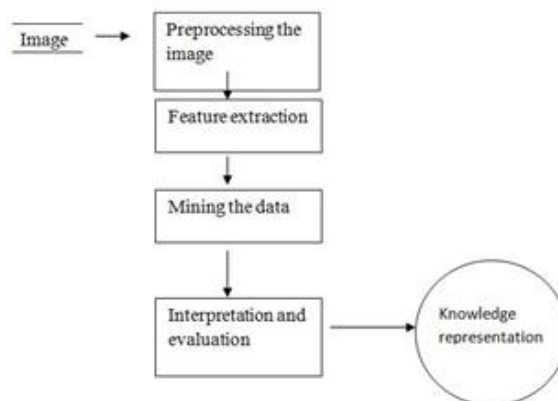 Image
Preprocessing the
image
Feature extraction
Mining the data
Interpretation and
evaluation
Knowledge
representation